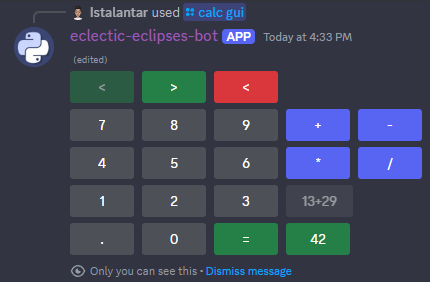 Istalantar used calc gui
eclectic-eclipses-bot APP Today at 4:33 PM
(edited)
< > <
7 8 9 + -
4 5 6 * /
1 2 3 13+29
. 0 = 42
Only you can see this • Dismiss message